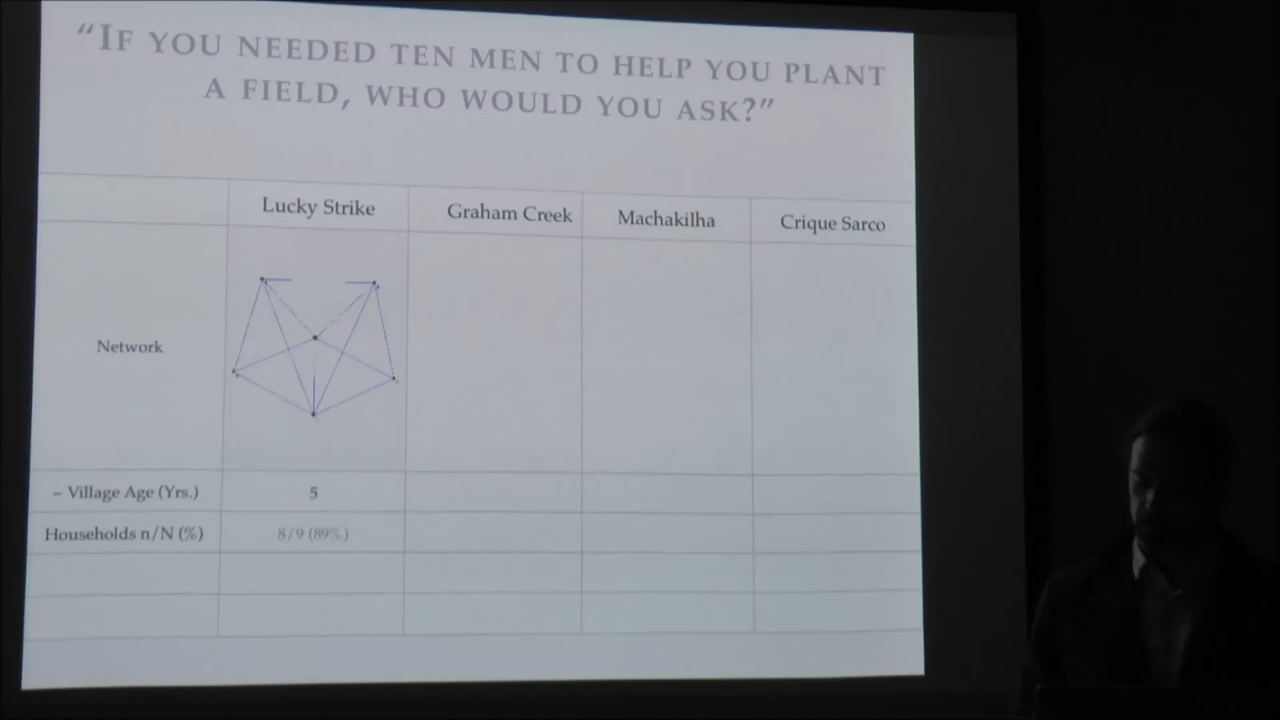 “IF YOU NEEDED TEN MEN TO HELP YOU PLANT
A FIELD, WHO WOULD YOU ASK?”
Lucky Strike Graham Creek Machakilha Crique Sarco
Network
~ Village Age (Yrs.) 5
Households n/N (%) 8/9 (89%)